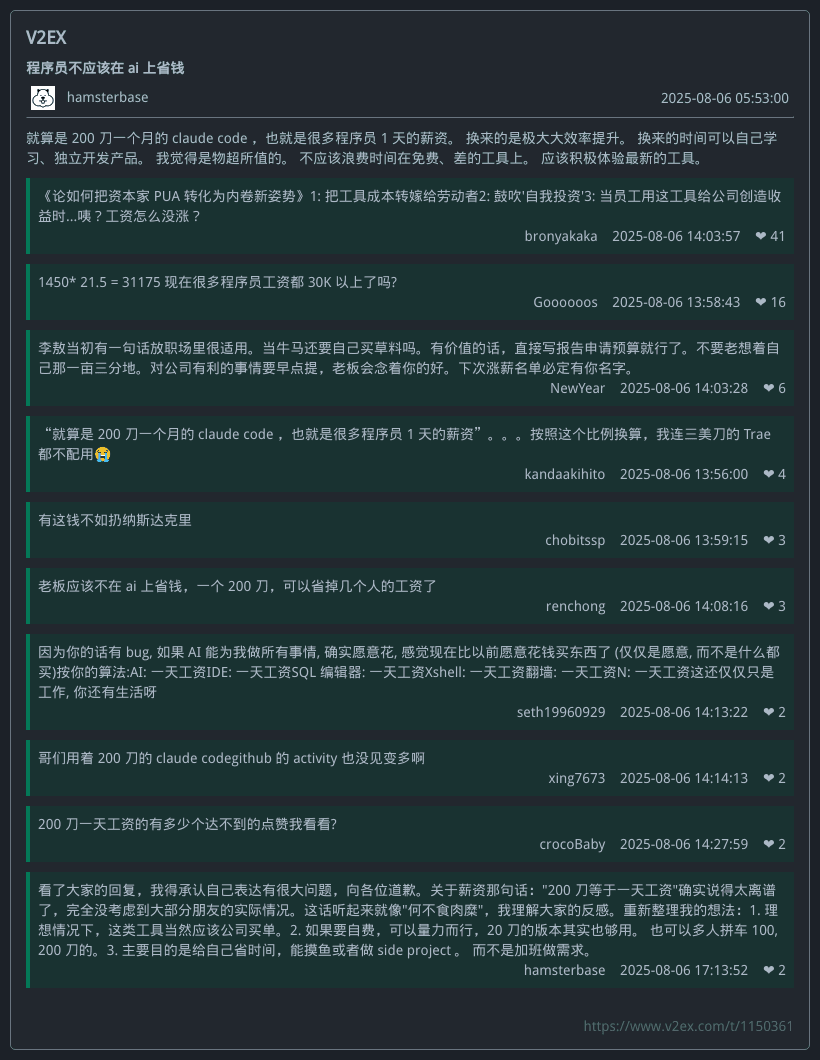 V2EX
程序员不应该在 ai 上省钱
hamsterbase
2025-08-06 05:53:00
就算是 200 刀一个月的 claude code ，也就是很多程序员 1 天的薪资。 换来的是极大大效率提升。 换来的时间可以自己学
习、独立开发产品。 我觉得是物超所值的。 不应该浪费时间在免费、差的工具上。 应该积极体验最新的工具。
《论如何把资本家 PUA 转化为内卷新姿势》1: 把工具成本转嫁给劳动者2: 鼓吹'自我投资'3: 当员工用这工具给公司创造收
益时...咦？工资怎么没涨？
bronyakaka 2025-08-06 14:03:57 ❤ 41
1450* 21.5 = 31175 现在很多程序员工资都 30K 以上了吗?
Goooooos 2025-08-06 13:58:43 ❤ 16
李敖当初有一句话放职场里很适用。当牛马还要自己买草料吗。有价值的话，直接写报告申请预算就行了。不要老想着自
己那一亩三分地。对公司有利的事情要早点提，老板会念着你的好。下次涨薪名单必定有你名字。
NewYear 2025-08-06 14:03:28 ❤ 6
“就算是 200 刀一个月的 claude code ，也就是很多程序员 1 天的薪资”。。。按照这个比例换算，我连三美刀的 Trae
都不配用😭
kandaakihito 2025-08-06 13:56:00 ❤ 4
有这钱不如扔纳斯达克里
chobitssp 2025-08-06 13:59:15 ❤ 3
老板应该不在 ai 上省钱，一个 200 刀，可以省掉几个人的工资了
renchong 2025-08-06 14:08:16 ❤ 3
因为你的话有 bug, 如果 AI 能为我做所有事情, 确实愿意花, 感觉现在比以前愿意花钱买东西了 (仅仅是愿意, 而不是什么都
买)按你的算法:AI: 一天工资IDE: 一天工资SQL 编辑器: 一天工资Xshell: 一天工资翻墙: 一天工资N: 一天工资这还仅仅只是
工作, 你还有生活呀
seth19960929 2025-08-06 14:13:22 ❤ 2
哥们用着 200 刀的 claude codegithub 的 activity 也没见变多啊
xing7673 2025-08-06 14:14:13 ❤ 2
200 刀一天工资的有多少个达不到的点赞我看看?
crocoBaby 2025-08-06 14:27:59 ❤ 2
看了大家的回复，我得承认自己表达有很大问题，向各位道歉。关于薪资那句话："200 刀等于一天工资"确实说得太离谱
了，完全没考虑到大部分朋友的实际情况。这话听起来就像"何不食肉糜"，我理解大家的反感。重新整理我的想法：1. 理
想情况下，这类工具当然应该公司买单。2. 如果要自费，可以量力而行，20 刀的版本其实也够用。 也可以多人拼车 100,
200 刀的。3. 主要目的是给自己省时间，能摸鱼或者做 side project 。 而不是加班做需求。
hamsterbase 2025-08-06 17:13:52 ❤ 2
https://www.v2ex.com/t/1150361